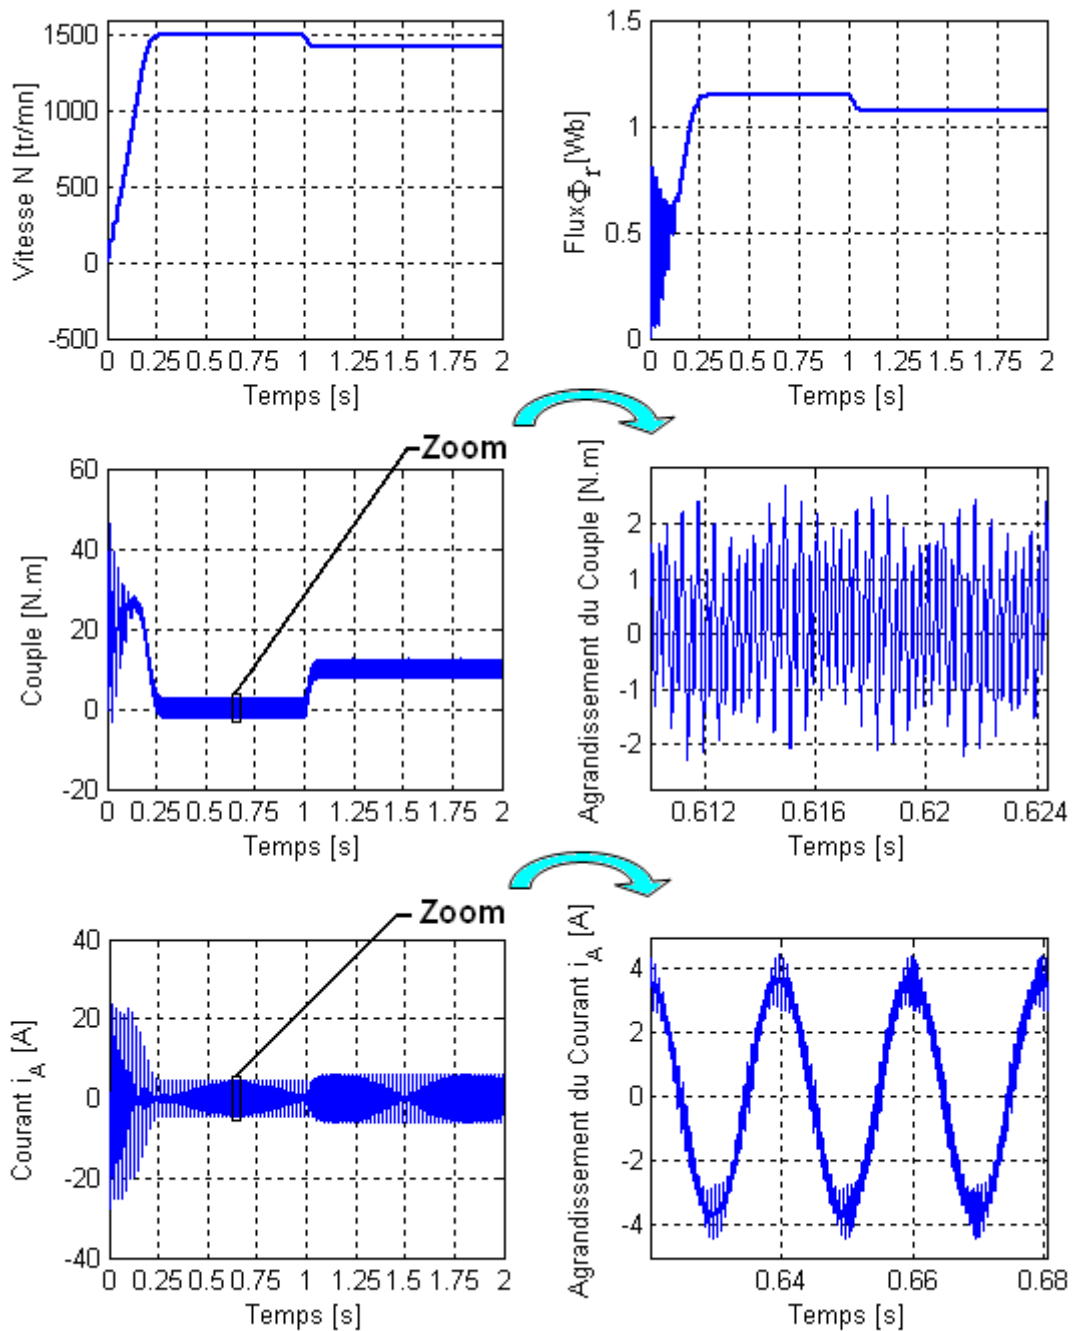 Vitesse N [tr/mn]
1500
1000
500
0
-500
0 0.25 0.5 0.75 1 1.25 1.5 1.75 2
Temps [s]
Flux Φr [Wb]
1.5
1
0.5
0
0 0.25 0.5 0.75 1 1.25 1.5 1.75 2
Temps [s]
Zoom
Couple [N.m]
60
40
20
0
-20
0 0.25 0.5 0.75 1 1.25 1.5 1.75 2
Temps [s]
Agrandissement du Couple [N.m]
2
1
0
-1
-2
0.612 0.616 0.62 0.624
Temps [s]
Zoom
Courant iA [A]
40
20
0
-20
-40
0 0.25 0.5 0.75 1 1.25 1.5 1.75 2
Temps [s]
Agrandissement du Courant iA [A]
4
2
0
-2
-4
0.64 0.66 0.68
Temps [s]